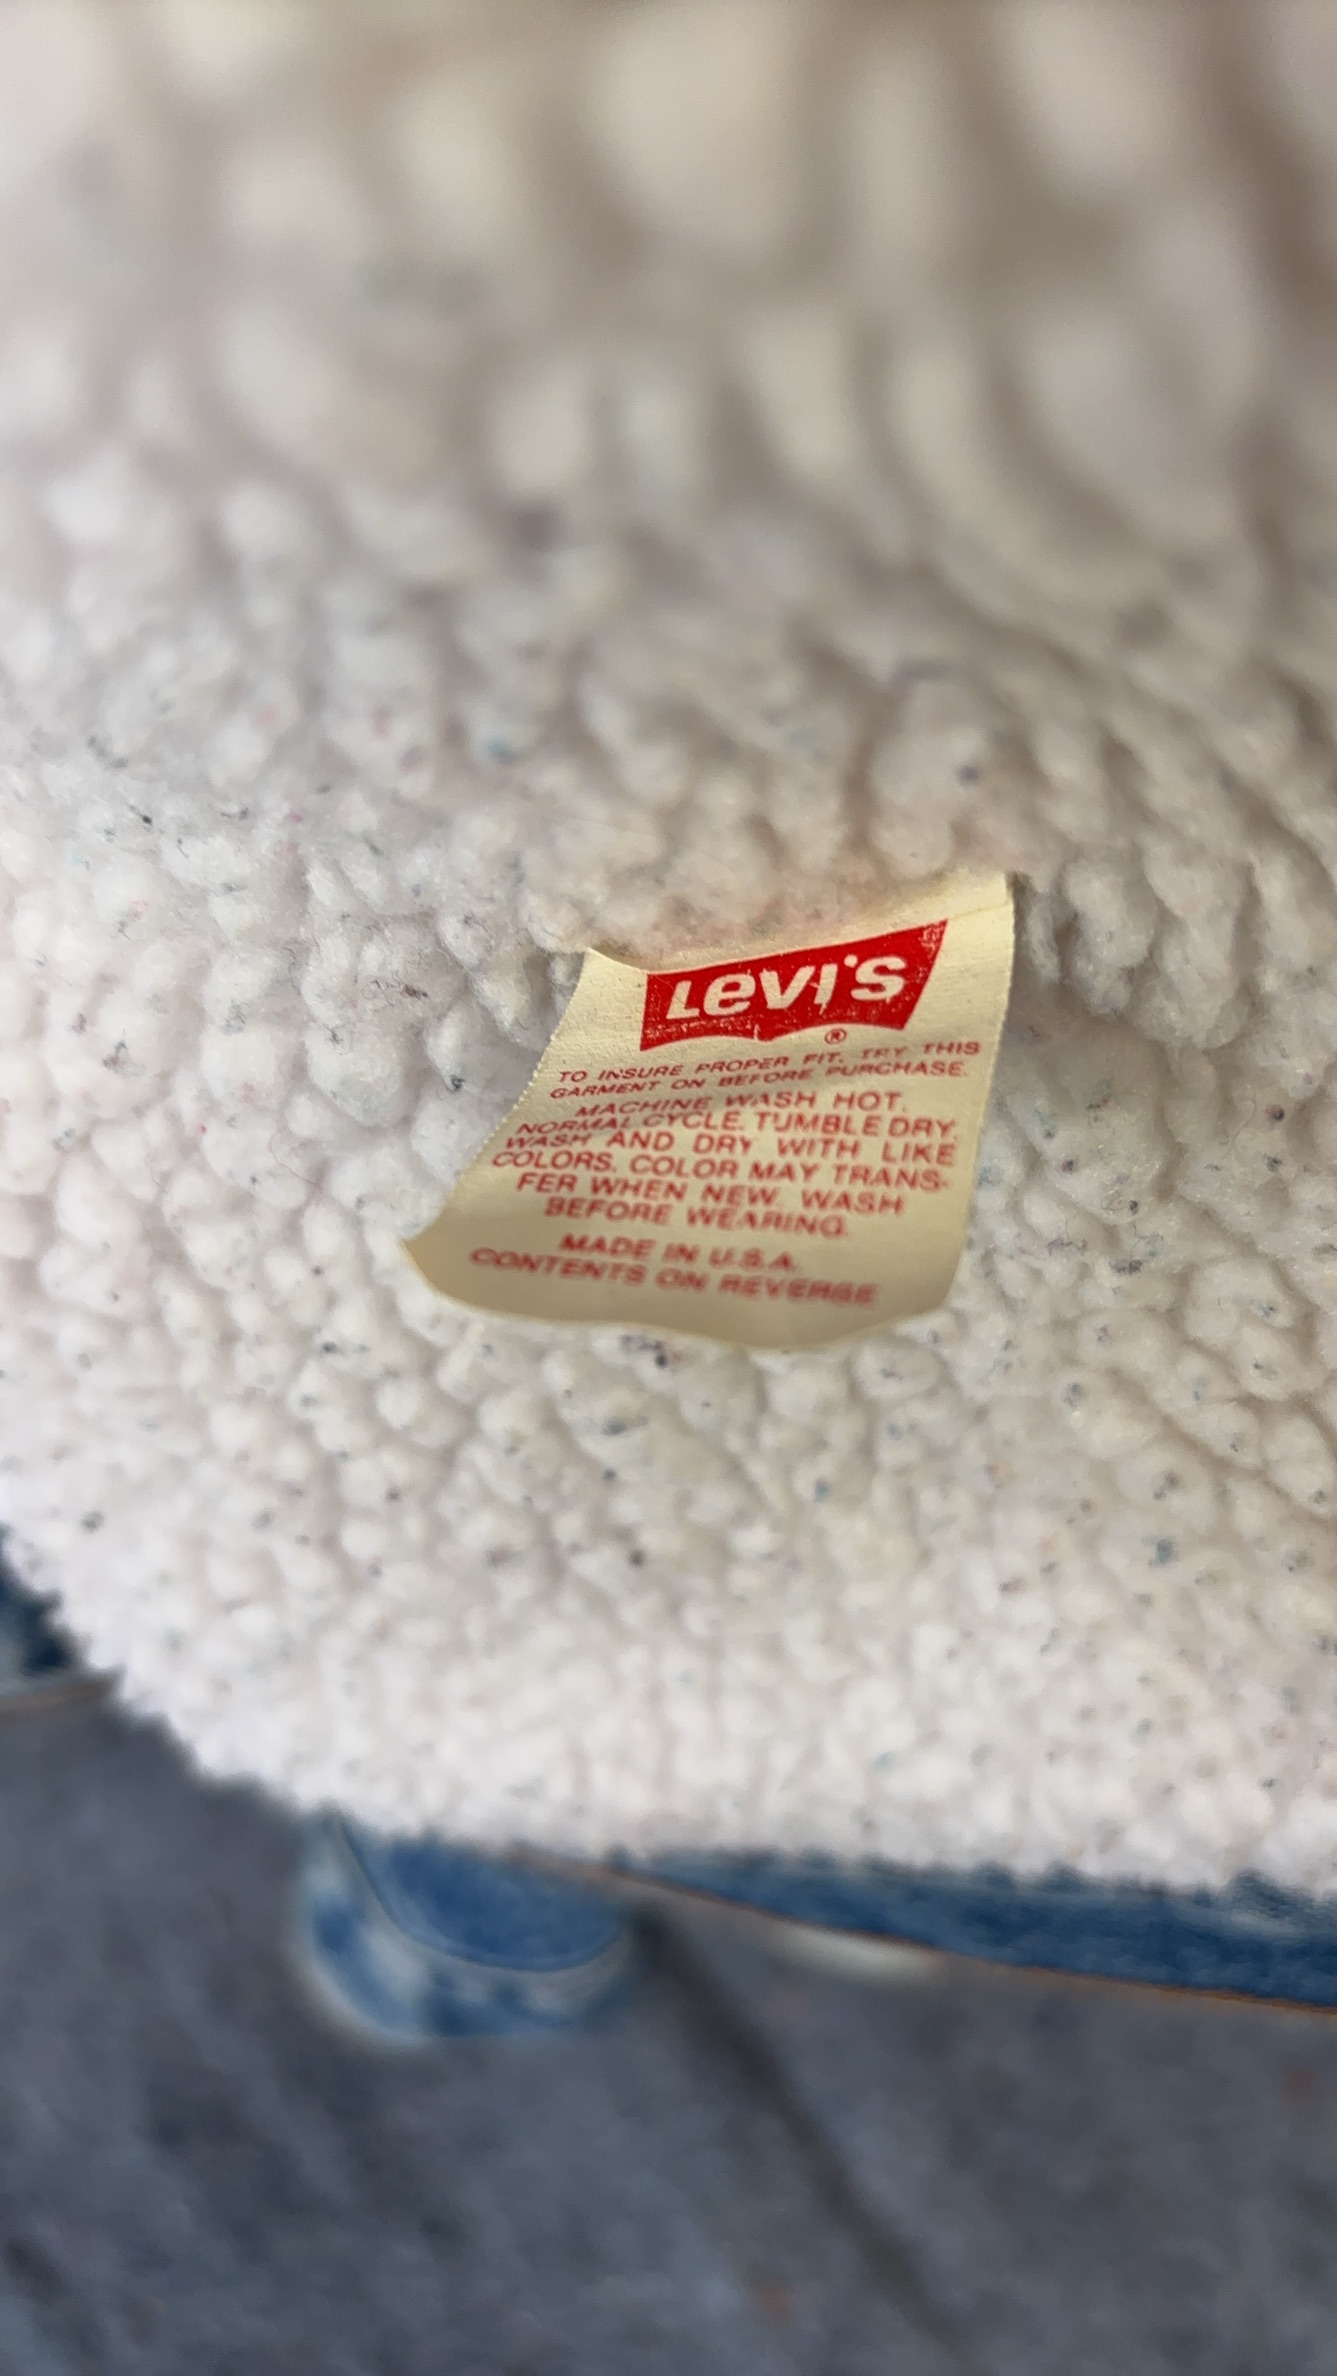 Levi's
®
TO INSURE PROPER FIT, TRY THIS
GARMENT ON BEFORE PURCHASE.
MACHINE WASH HOT,
NORMAL CYCLE. TUMBLE DRY.
WASH AND DRY WITH LIKE
COLORS. COLOR MAY TRANS-
FER WHEN NEW. WASH
BEFORE WEARING.
MADE IN U.S.A.
CONTENTS ON REVERSE